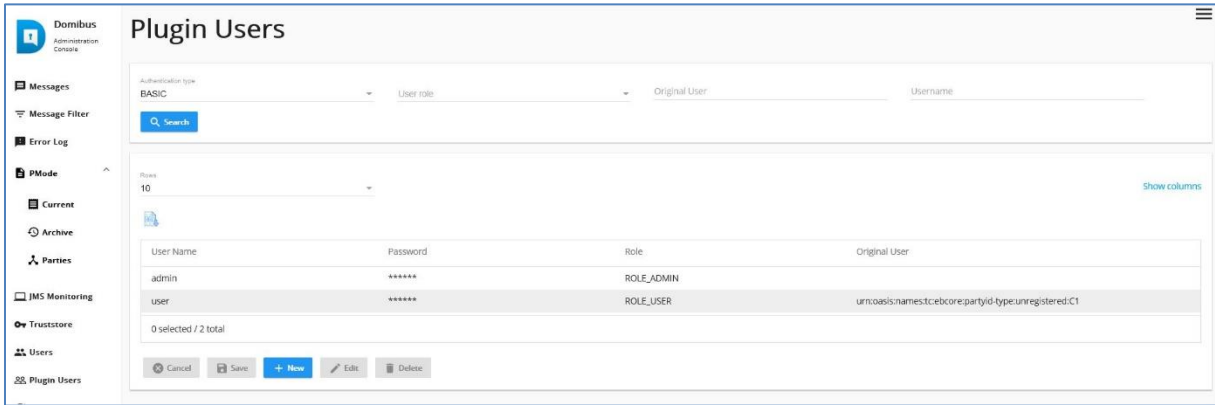 Domibus
Administration
Console
Plugin Users
Messages
Message Filter
Error Log
PMode
Current
Archive
Parties
JMS Monitoring
Truststore
Users
Plugin Users
Authentication type
BASIC
User role
Original User
Username
Search
Rows
10
Show columns
User Name Password Role Original User
admin ****** ROLE_ADMIN
user ****** ROLE_USER urn:oasis:names:tc:ebcore:partyid-type:unregistered:C1
0 selected / 2 total
Cancel Save + New Edit Delete